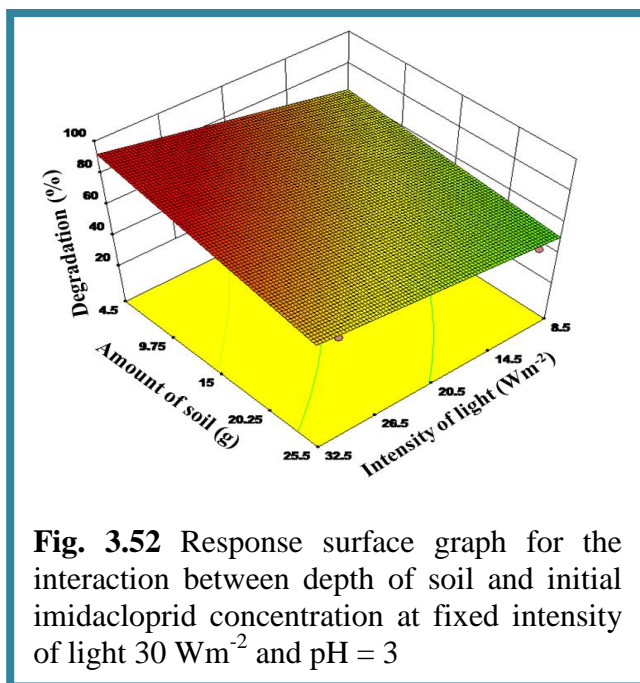 100
80
60
40
20
Degradation (%)
4.5
9.75
15
20.25
25.5
Amount of soil (g)
32.5
26.5
20.5
14.5
8.5
Intensity of light (Wm⁻²)
Fig. 3.52 Response surface graph for the
interaction between depth of soil and initial
imidacloprid concentration at fixed intensity
of light 30 Wm⁻² and pH = 3